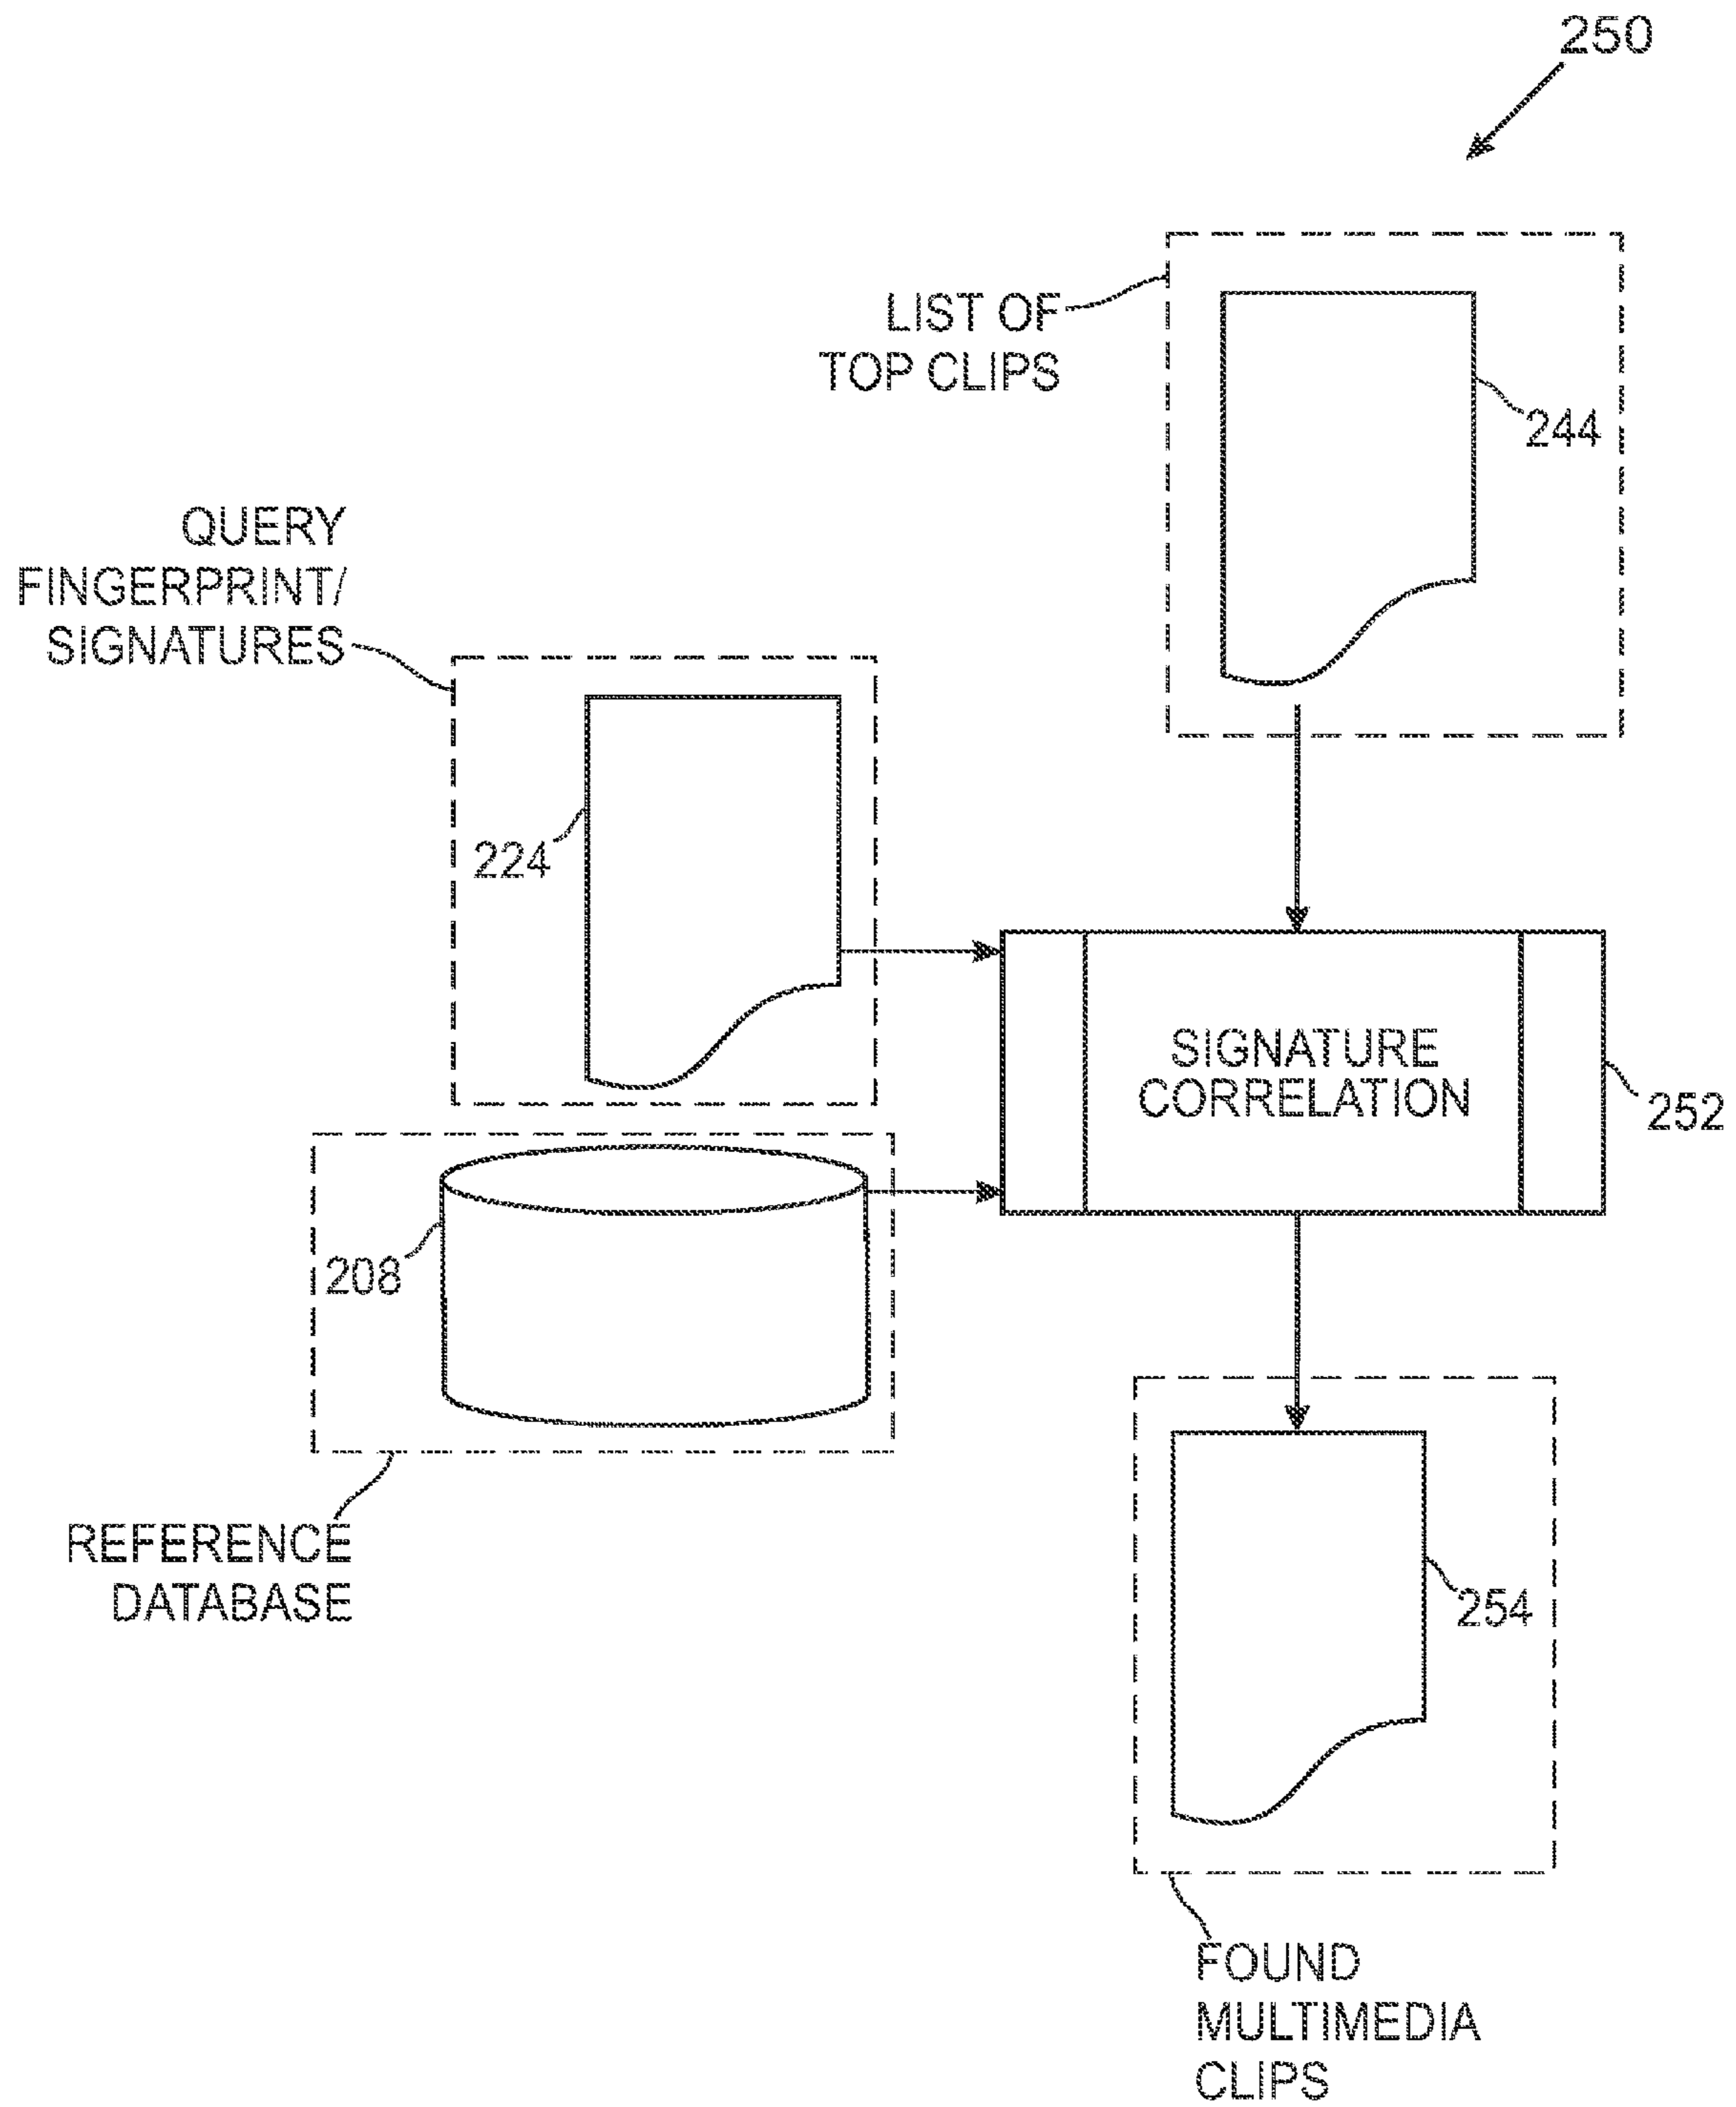 250
LIST OF
TOP CLIPS
244
QUERY
FINGERPRINT/
SIGNATURES
224
SIGNATURE
CORRELATION
252
208
REFERENCE
DATABASE
254
FOUND
MULTIMEDIA
CLIPS